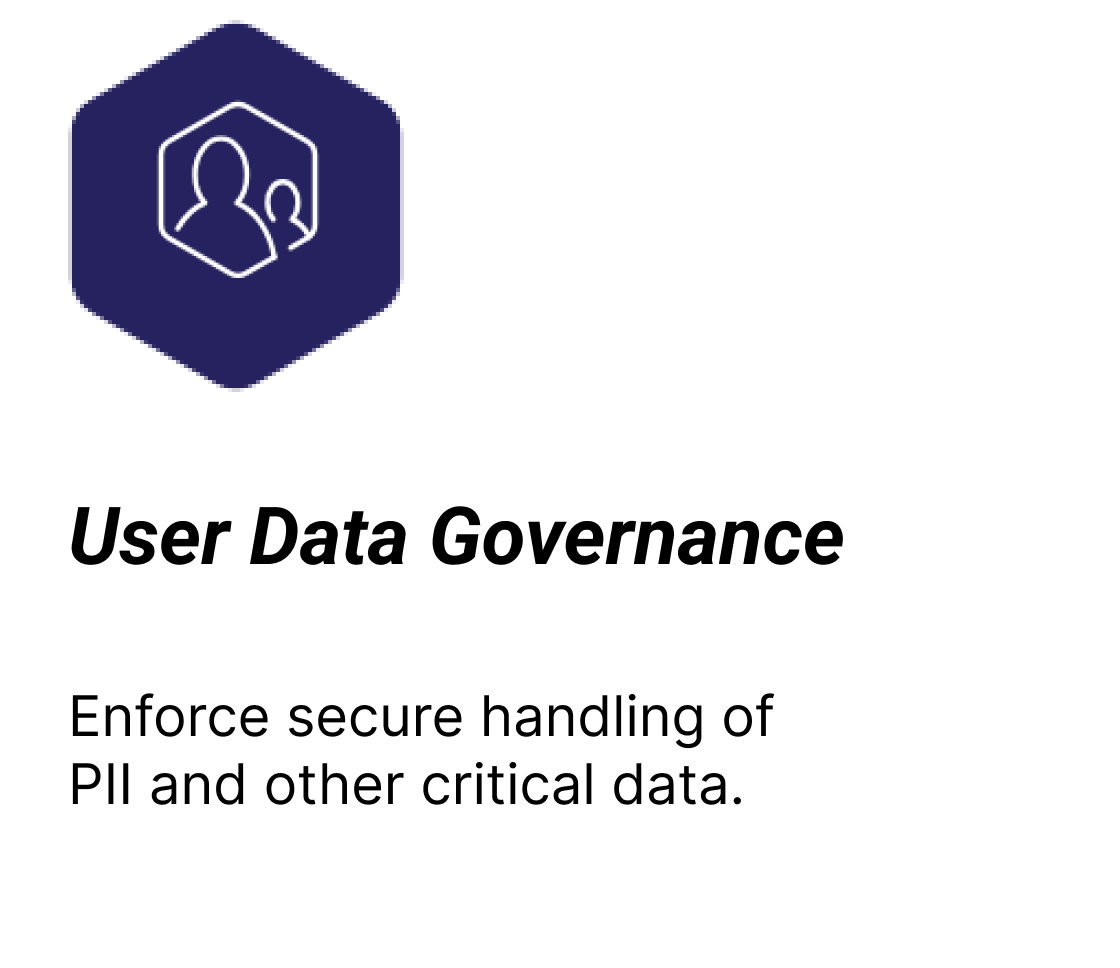 User Data Governance
Enforce secure handling of
PII and other critical data.